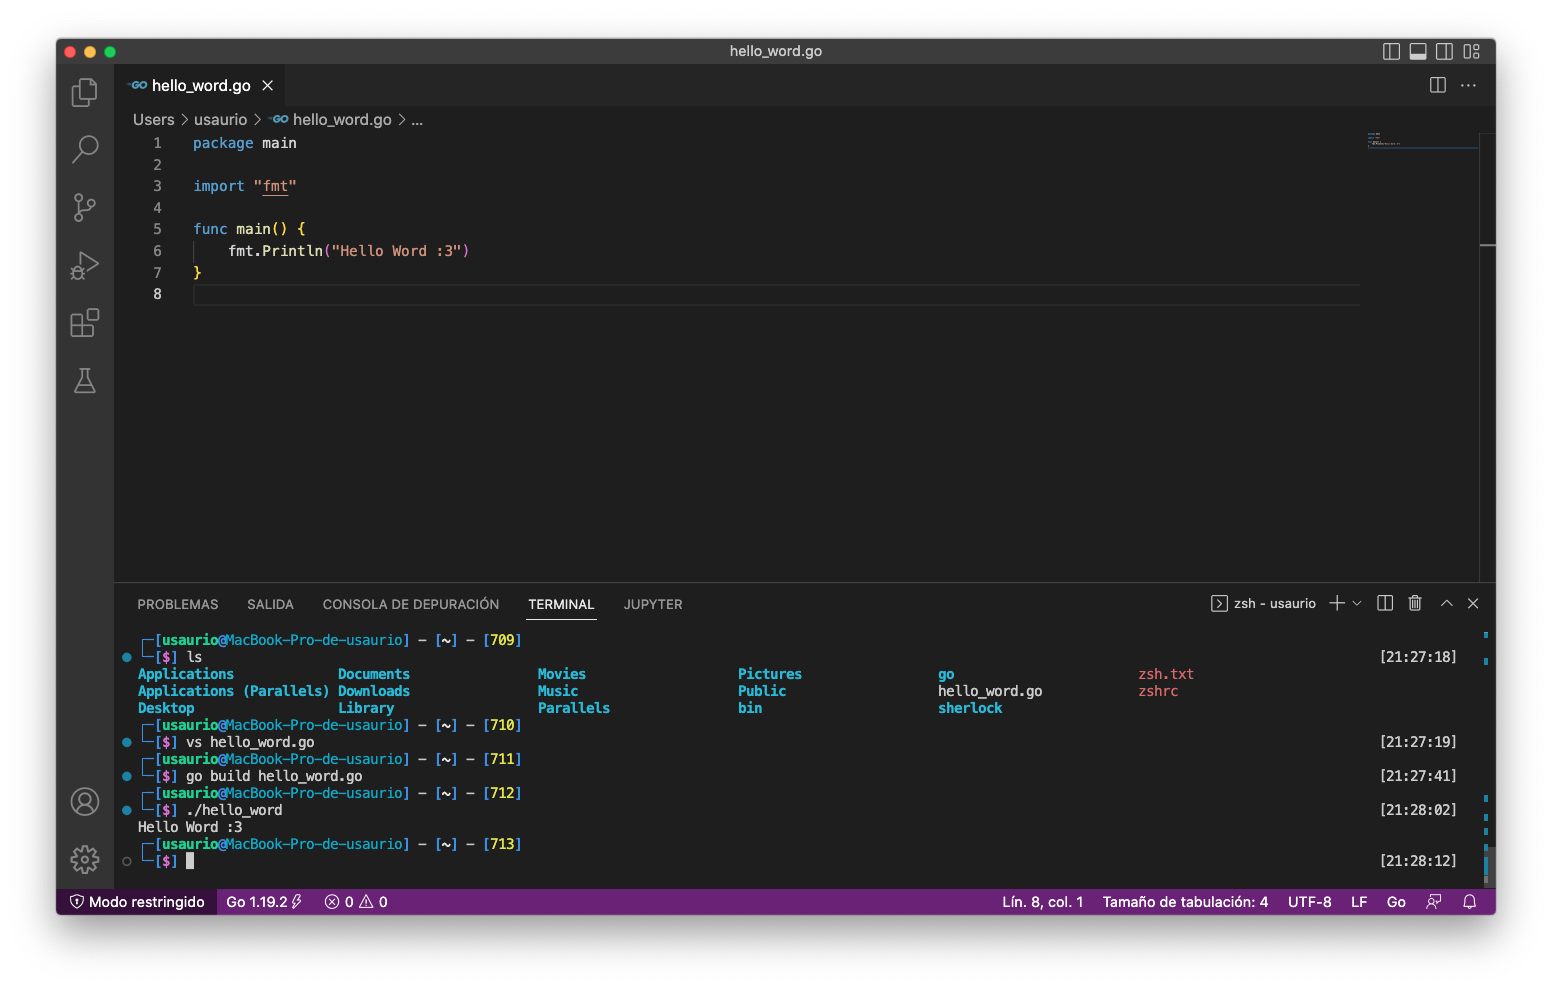 hello_word.go
GO hello_word.go
Users > usaurio > GO hello_word.go > ...
1 package main
2
3 import "fmt"
4
5 func main() {
6 fmt.Println("Hello Word :3")
7 }
8
PROBLEMAS SALIDA CONSOLA DE DEPURACIÓN TERMINAL JUPYTER zsh - usaurio
[usaurio@MacBook-Pro-de-usaurio] - [~] - [709]
[$] ls [21:27:18]
Applications Documents Movies Pictures go zsh.txt
Applications (Parallels) Downloads Music Public hello_word.go zshrc
Desktop Library Parallels bin sherlock
[usaurio@MacBook-Pro-de-usaurio] - [~] - [710]
[$] vs hello_word.go [21:27:19]
[usaurio@MacBook-Pro-de-usaurio] - [~] - [711]
[$] go build hello_word.go [21:27:41]
[usaurio@MacBook-Pro-de-usaurio] - [~] - [712]
[$] ./hello_word [21:28:02]
Hello Word :3
[usaurio@MacBook-Pro-de-usaurio] - [~] - [713]
[$] [21:28:12]
Modo restringido Go 1.19.2 0 0 Lín. 8, col. 1 Tamaño de tabulación: 4 UTF-8 LF Go